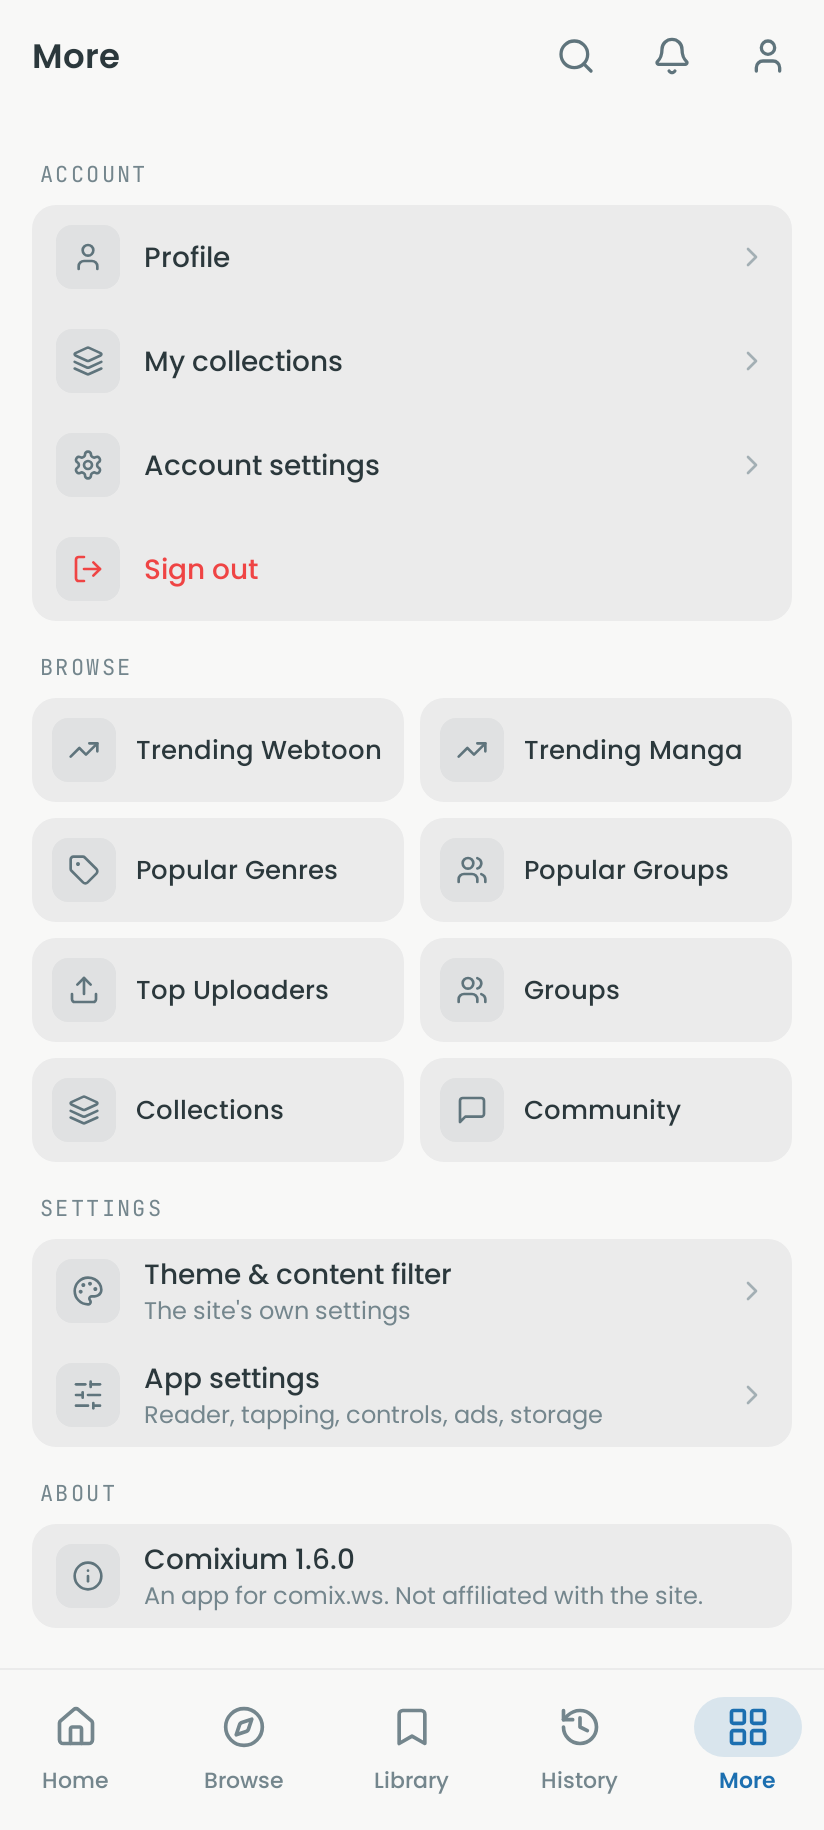 More
ACCOUNT
Profile
My collections
Account settings
Sign out
BROWSE
Trending Webtoon
Trending Manga
Popular Genres
Popular Groups
Top Uploaders
Groups
Collections
Community
SETTINGS
Theme & content filter
The site's own settings
App settings
Reader, tapping, controls, ads, storage
ABOUT
Comixium 1.6.0
An app for comix.ws. Not affiliated with the site.
Home
Browse
Library
History
More